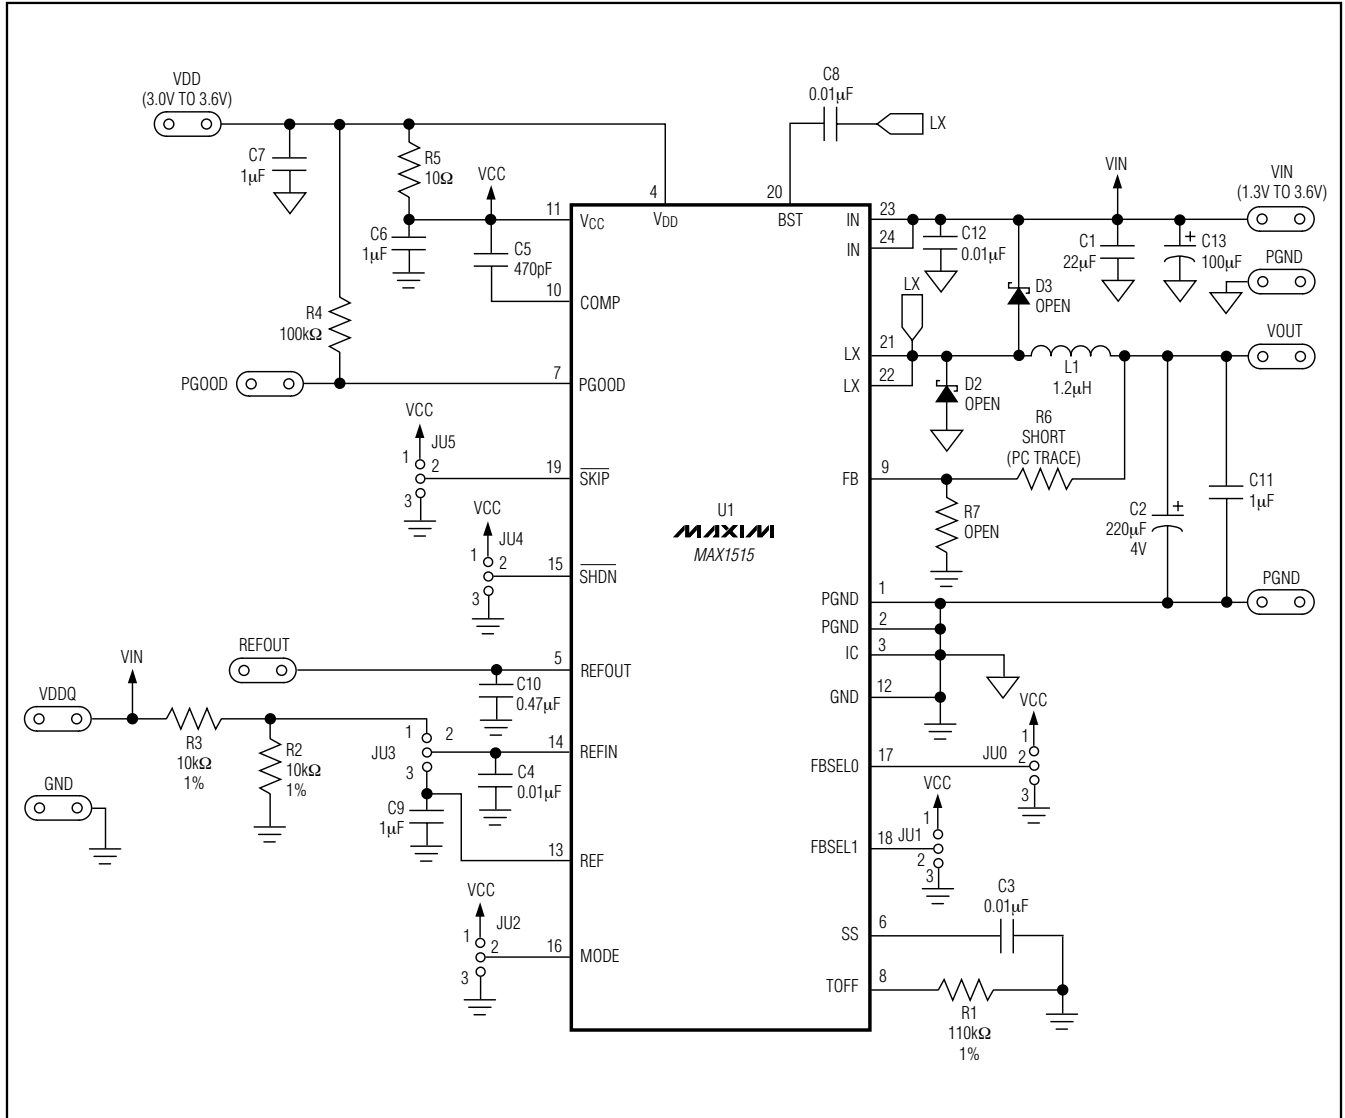 VDD
(3.0V TO 3.6V)
C7
1µF
R5
10Ω
VCC
C6
1µF
C5
470pF
R4
100kΩ
PGOOD
VCC
JU5
1
2
3
VCC
JU4
1
2
3
REFOUT
C10
0.47µF
VIN
VDDQ
R3
10kΩ
1%
R2
10kΩ
1%
GND
JU3
1
2
3
C4
0.01µF
C9
1µF
VCC
JU2
1
2
3
11
VCC
4
VDD
20
BST
10
COMP
7
PGOOD
19
SKIP
15
SHDN
5
REFOUT
14
REFIN
13
REF
16
MODE
U1
MAXIM
MAX1515
C8
0.01µF
LX
IN
23
IN
24
LX
21
LX
22
FB
9
PGND
1
PGND
2
IC
3
GND
12
FBSEL0
17
FBSEL1
18
SS
6
TOFF
8
C12
0.01µF
VIN
VIN
(1.3V TO 3.6V)
C1
22µF
+
C13
100µF
PGND
LX
D3
OPEN
D2
OPEN
L1
1.2µH
VOUT
R6
SHORT
(PC TRACE)
R7
OPEN
C2
220µF
4V
+
C11
1µF
PGND
VCC
JU0
1
2
3
VCC
JU1
1
2
3
C3
0.01µF
R1
110kΩ
1%